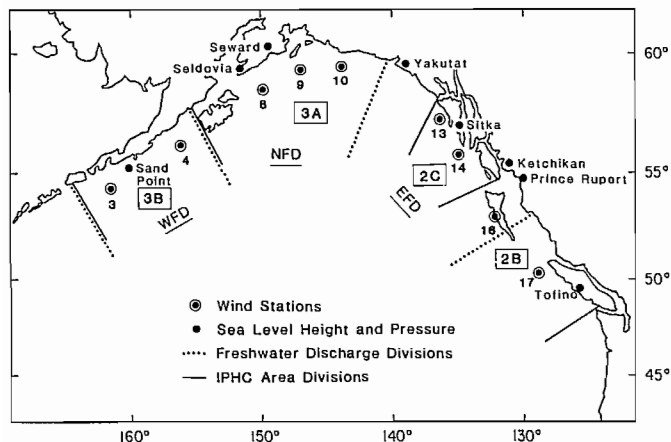 Seward
Seldovia
60°
Yakutat
8
9
10
3A
13
Sitka
4
NFD
14
2C
Ketchikan
Sand
Point
55°
Prince Rupert
3
3B
WFD
EFD
16
2B
17
50°
Tofino
Wind Stations
Sea Level Height and Pressure
Freshwater Discharge Divisions
IPHC Area Divisions
45°
160°
150°
140°
130°